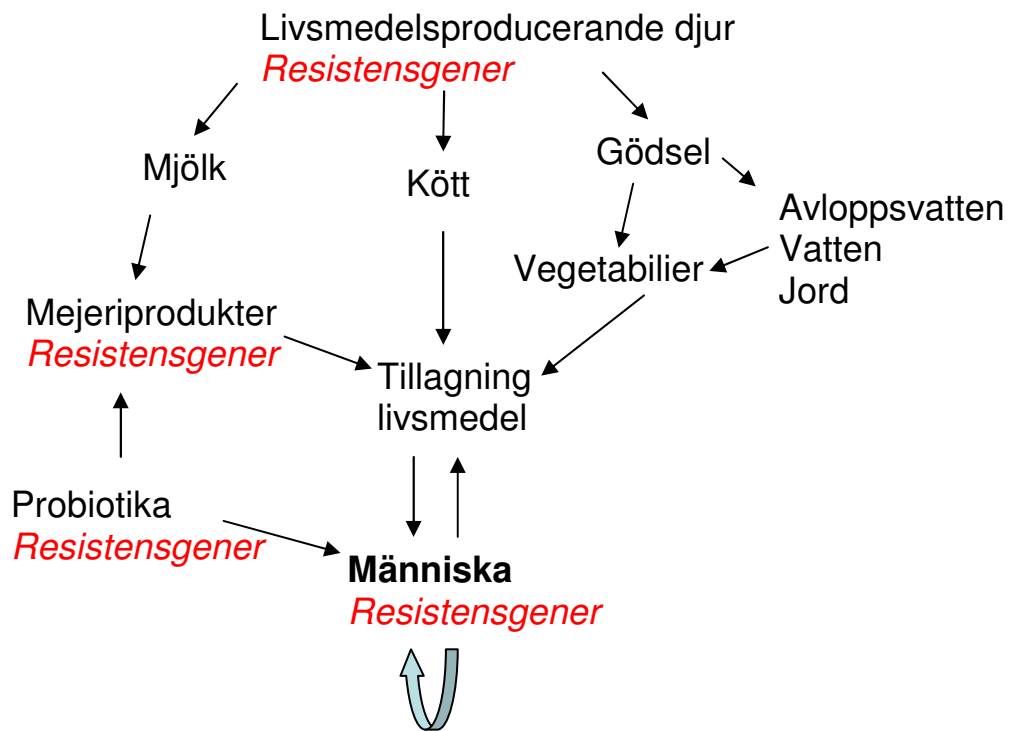 Livsmedelsproducerande djur
Resistensgener
Mjölk
Kött
Gödsel
Avloppsvatten
Vatten
Jord
Vegetabilier
Mejeriprodukter
Resistensgener
Tillagning
livsmedel
Probiotika
Resistensgener
Människa
Resistensgener